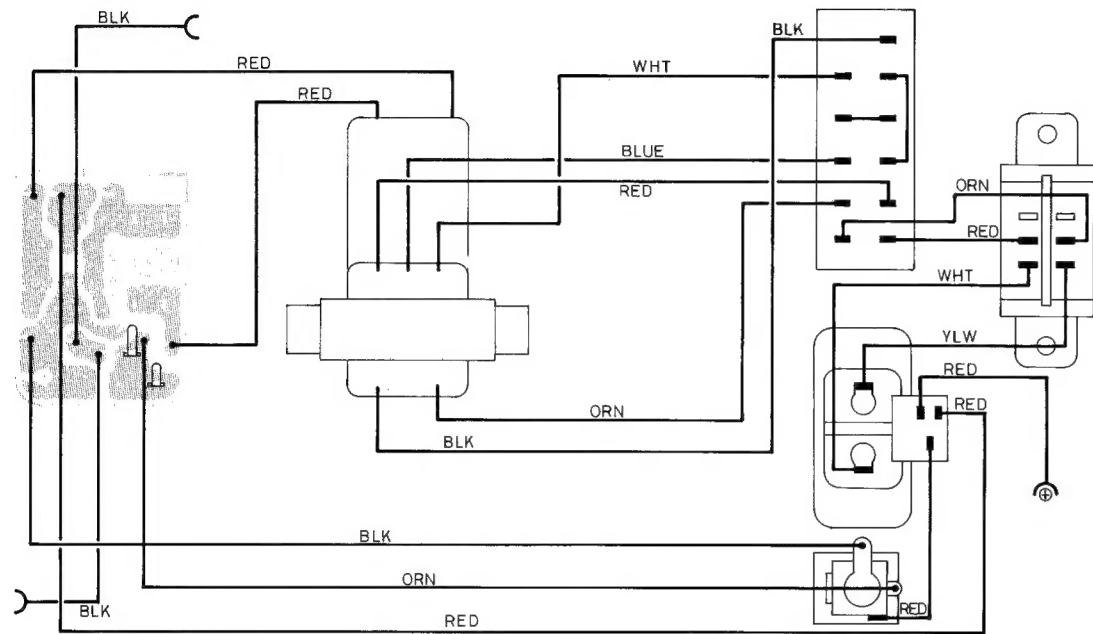 BLK
BLK
RED
WHT
RED
BLUE
RED
ORN
RED
WHT
YLW
RED
RED
ORN
BLK
BLK
ORN
RED
BLK
RED